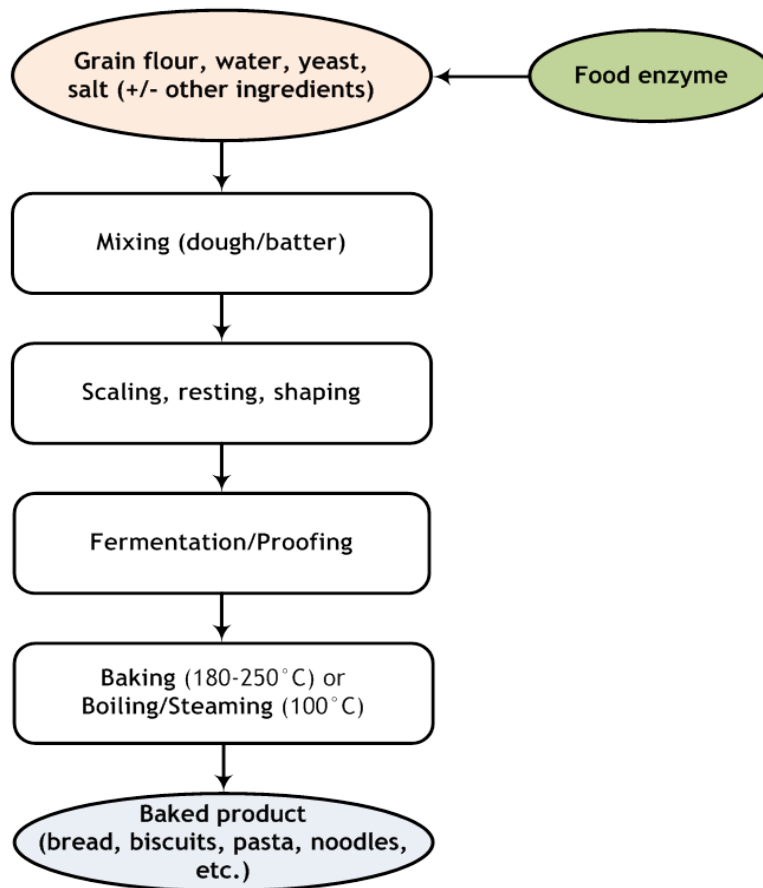 Grain flour, water, yeast,
salt (+/- other ingredients)
Food enzyme
Mixing (dough/batter)
Scaling, resting, shaping
Fermentation/Proofing
Baking (180-250°C) or
Boiling/Steaming (100°C)
Baked product
(bread, biscuits, pasta, noodles,
etc.)